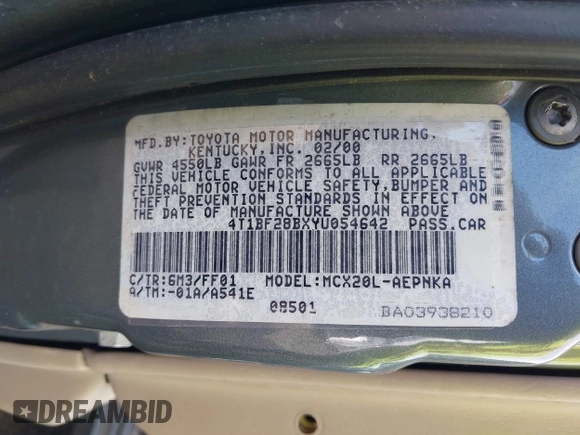 MFD.BY:TOYOTA MOTOR MANUFACTURING,
KENTUCKY,INC. 02/00
GVWR 4550LB GAWR FR 2665LB RR 2665LB
THIS VEHICLE CONFORMS TO ALL APPLICABLE
FEDERAL MOTOR VEHICLE SAFETY,BUMPER AND
THEFT PREVENTION STANDARDS IN EFFECT ON
THE DATE OF MANUFACTURE SHOWN ABOVE
4T1BF28BXYU054642 PASS.CAR
C/TR:6M3/FF01 MODEL:MCX20L-AEPNKA
A/TM:-01A/A541E
08501
BA03938210
DREAMBID